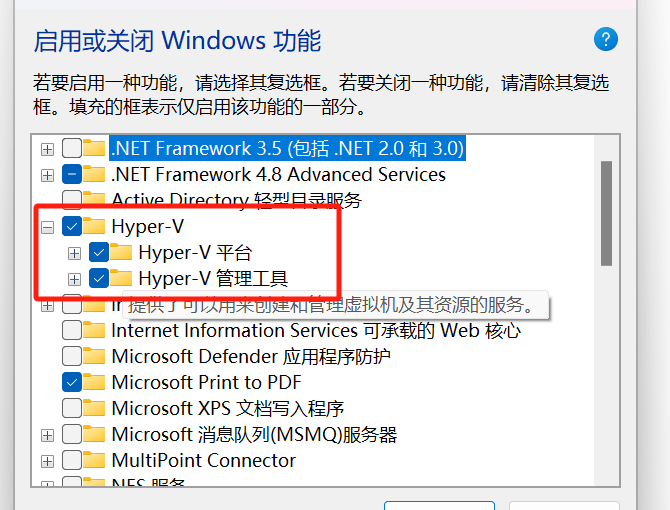 启用或关闭 Windows 功能
?
若要启用一种功能，请选择其复选框。若要关闭一种功能，请清除其复选
框。填充的框表示仅启用该功能的一部分。
.NET Framework 3.5 (包括 .NET 2.0 和 3.0)
.NET Framework 4.8 Advanced Services
Active Directory 轻型目录服务
Hyper-V
Hyper-V 平台
Hyper-V 管理工具
提供了可以用来创建和管理虚拟机及其资源的服务。
Internet Information Services 可承载的 Web 核心
Microsoft Defender 应用程序防护
Microsoft Print to PDF
Microsoft XPS 文档写入程序
Microsoft 消息队列(MSMQ)服务器
MultiPoint Connector
NFS 服务